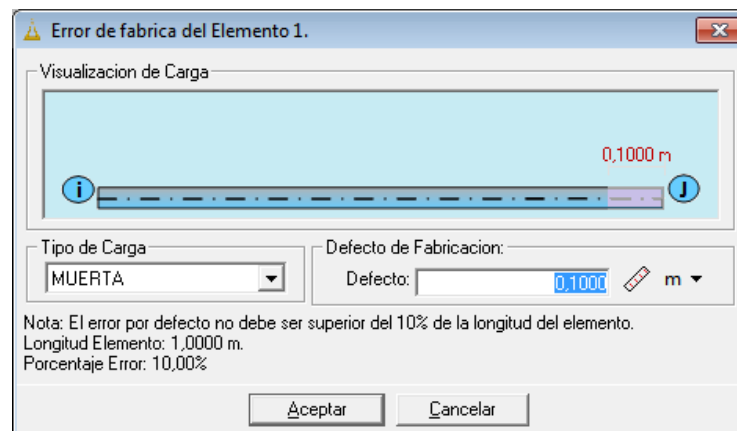 Error de fabrica del Elemento 1.
Visualizacion de Carga
0,1000 m
i
J
Tipo de Carga
MUERTA
Defecto de Fabricacion:
Defecto:
0,1000
m
Nota: El error por defecto no debe ser superior del 10% de la longitud del elemento.
Longitud Elemento: 1,0000 m.
Porcentaje Error: 10,00%
Aceptar
Cancelar